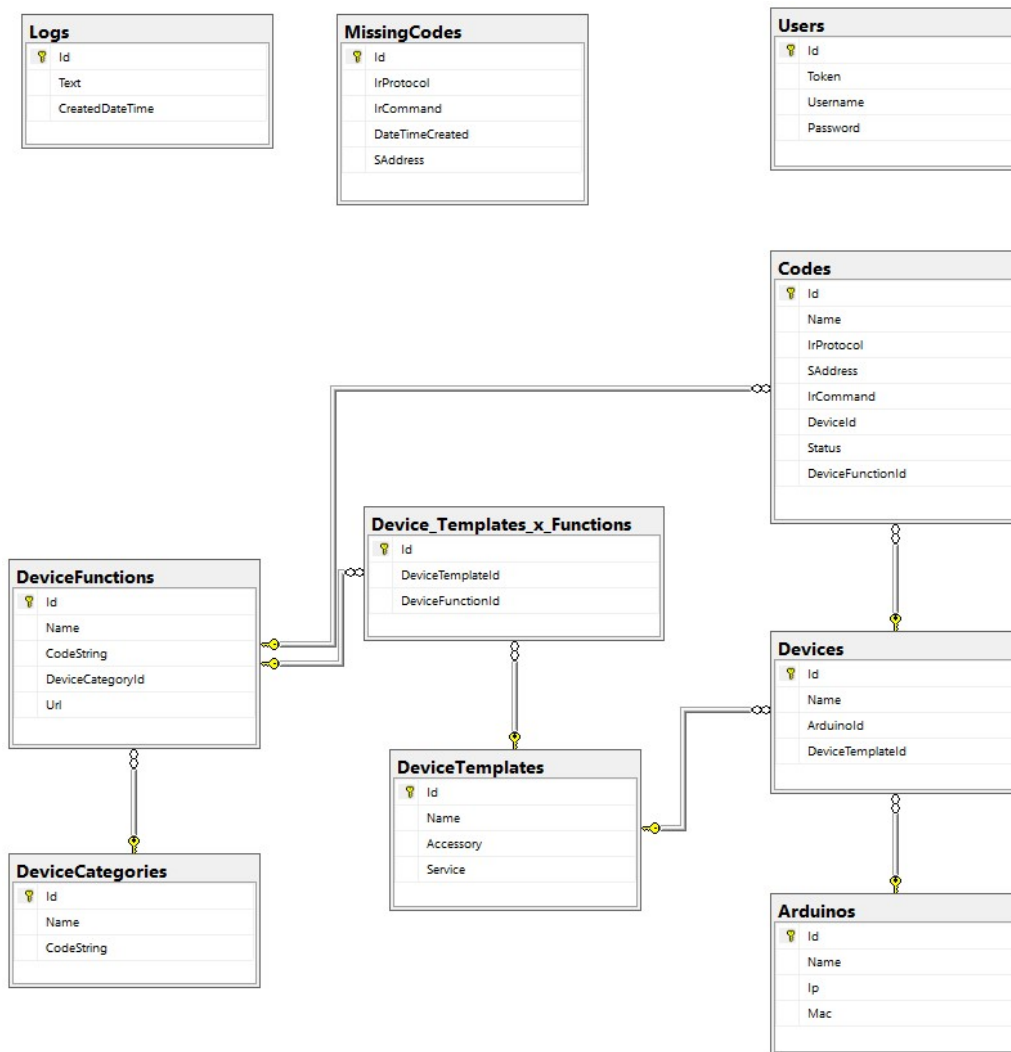 Logs
Id
Text
CreatedDateTime
MissingCodes
Id
IrProtocol
IrCommand
DateTimeCreated
SAddress
Users
Id
Token
Username
Password
Codes
Id
Name
IrProtocol
SAddress
IrCommand
DeviceId
Status
DeviceFunctionId
Device_Templates_x_Functions
Id
DeviceTemplateId
DeviceFunctionId
DeviceFunctions
Id
Name
CodeString
DeviceCategoryId
Url
Devices
Id
Name
ArduinoId
DeviceTemplateId
DeviceTemplates
Id
Name
Accessory
Service
DeviceCategories
Id
Name
CodeString
Arduinos
Id
Name
Ip
Mac